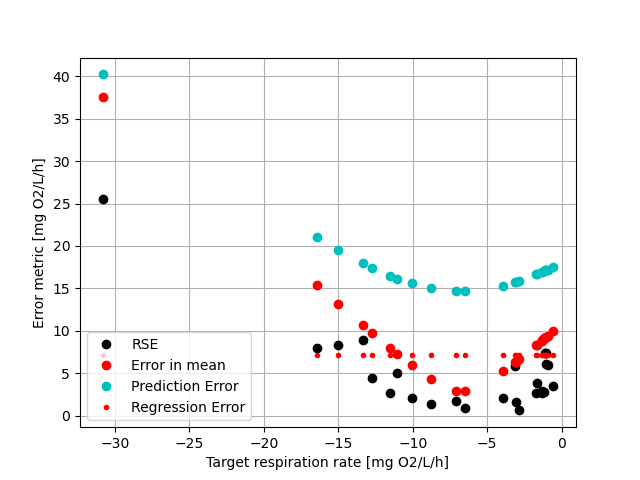 40
35
30
25
20
15
10
5
0
Error metric [mg O2/L/h]
RSE
Error in mean
Prediction Error
Regression Error
−30 −25 −20 −15 −10 −5 0
Target respiration rate [mg O2/L/h]